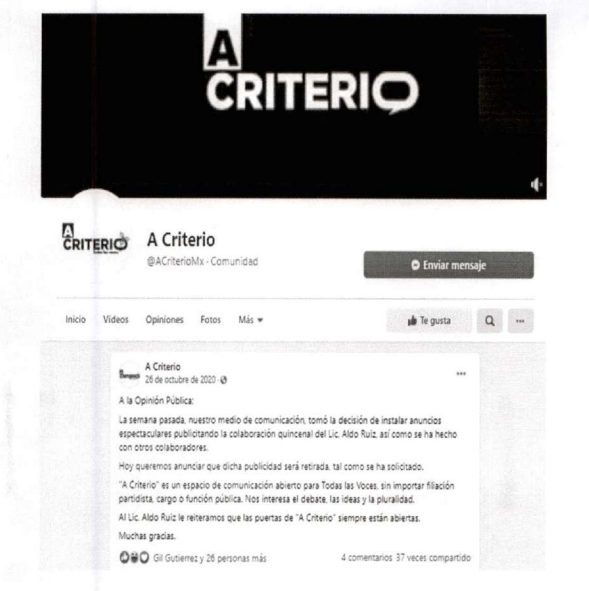 A
CRITERIO
A
CRITERIO
A Criterio
@ACriterioMx · Comunidad
Enviar mensaje
Inicio Videos Opiniones Fotos Más
Te gusta
A Criterio
26 de octubre de 2020
A la Opinión Pública:
La semana pasada, nuestro medio de comunicación, tomó la decisión de instalar anuncios
espectaculares publicitando la colaboración quincenal del Lic. Aldo Ruiz, así como se ha hecho
con otros colaboradores.
Hoy queremos anunciar que dicha publicidad será retirada, tal como se ha solicitado.
"A Criterio" es un espacio de comunicación abierto para Todas las Voces, sin importar filiación
partidista, cargo o función pública. Nos interesa el debate, las ideas y la pluralidad.
Al Lic. Aldo Ruiz le reiteramos que las puertas de "A Criterio" siempre están abiertas.
Muchas gracias.
Gil Gutierrez y 26 personas más 4 comentarios 37 veces compartido